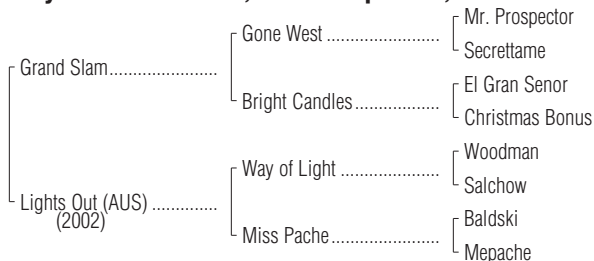 Mr. Prospector
Gone West ........................
Secrettame
Grand Slam.......................
El Gran Senor
Bright Candles..................
Christmas Bonus
Woodman
Way of Light .....................
Salchow
Lights Out (AUS) ..............
(2002)
Baldski
Miss Pache.......................
Mepache